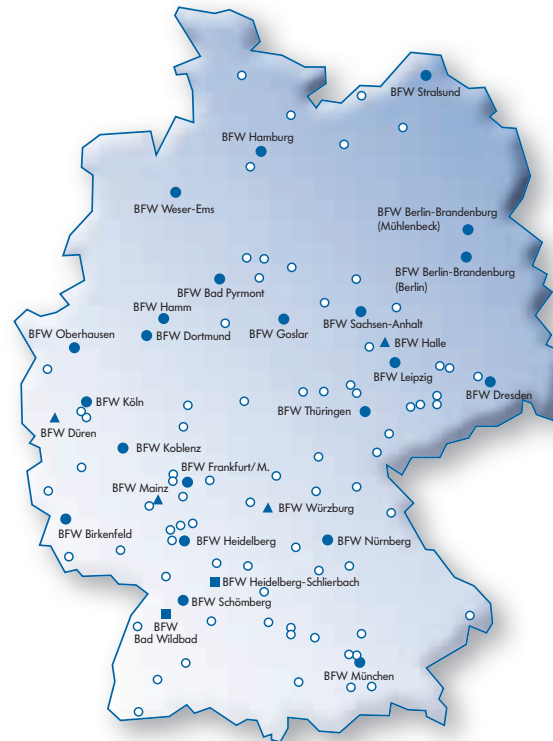 BFW Stralsund
BFW Hamburg
BFW Weser-Ems
BFW Berlin-Brandenburg
(Mühlenbeck)
BFW Berlin-Brandenburg
(Berlin)
BFW Bad Pyrmont
BFW Hamm
BFW Sachsen-Anhalt
BFW Oberhausen
BFW Dortmund
BFW Goslar
BFW Halle
BFW Leipzig
BFW Dresden
BFW Köln
BFW Thüringen
BFW Düren
BFW Koblenz
BFW Frankfurt/M.
BFW Mainz
BFW Würzburg
BFW Birkenfeld
BFW Heidelberg
BFW Nürnberg
BFW Heidelberg-Schlierbach
BFW Schömberg
BFW
Bad Wildbad
BFW München